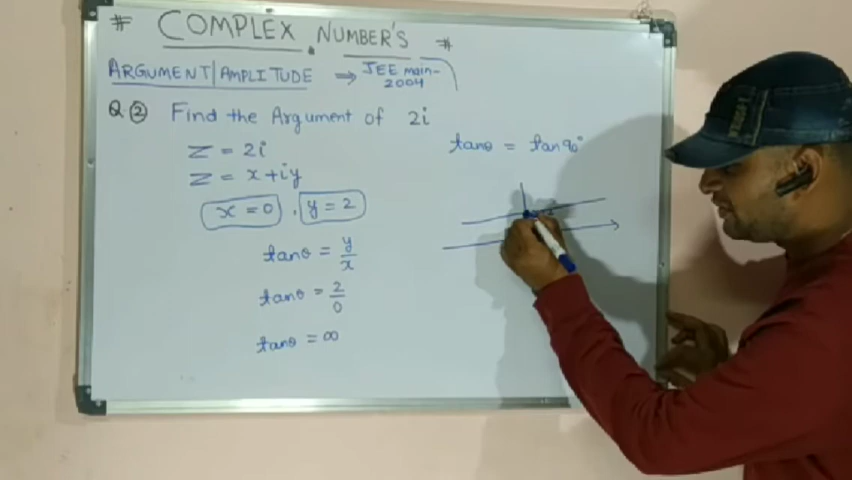 # COMPLEX NUMBER'S #
ARGUMENT|AMPLITUDE ⟹ JEE main-
2004
Q ② Find the Argument of 2i
Z = 2i
Z = x+iy
x = 0 , y = 2
tanθ = y/x
tanθ = 2/0
tanθ = ∞
tanθ = tan 90°